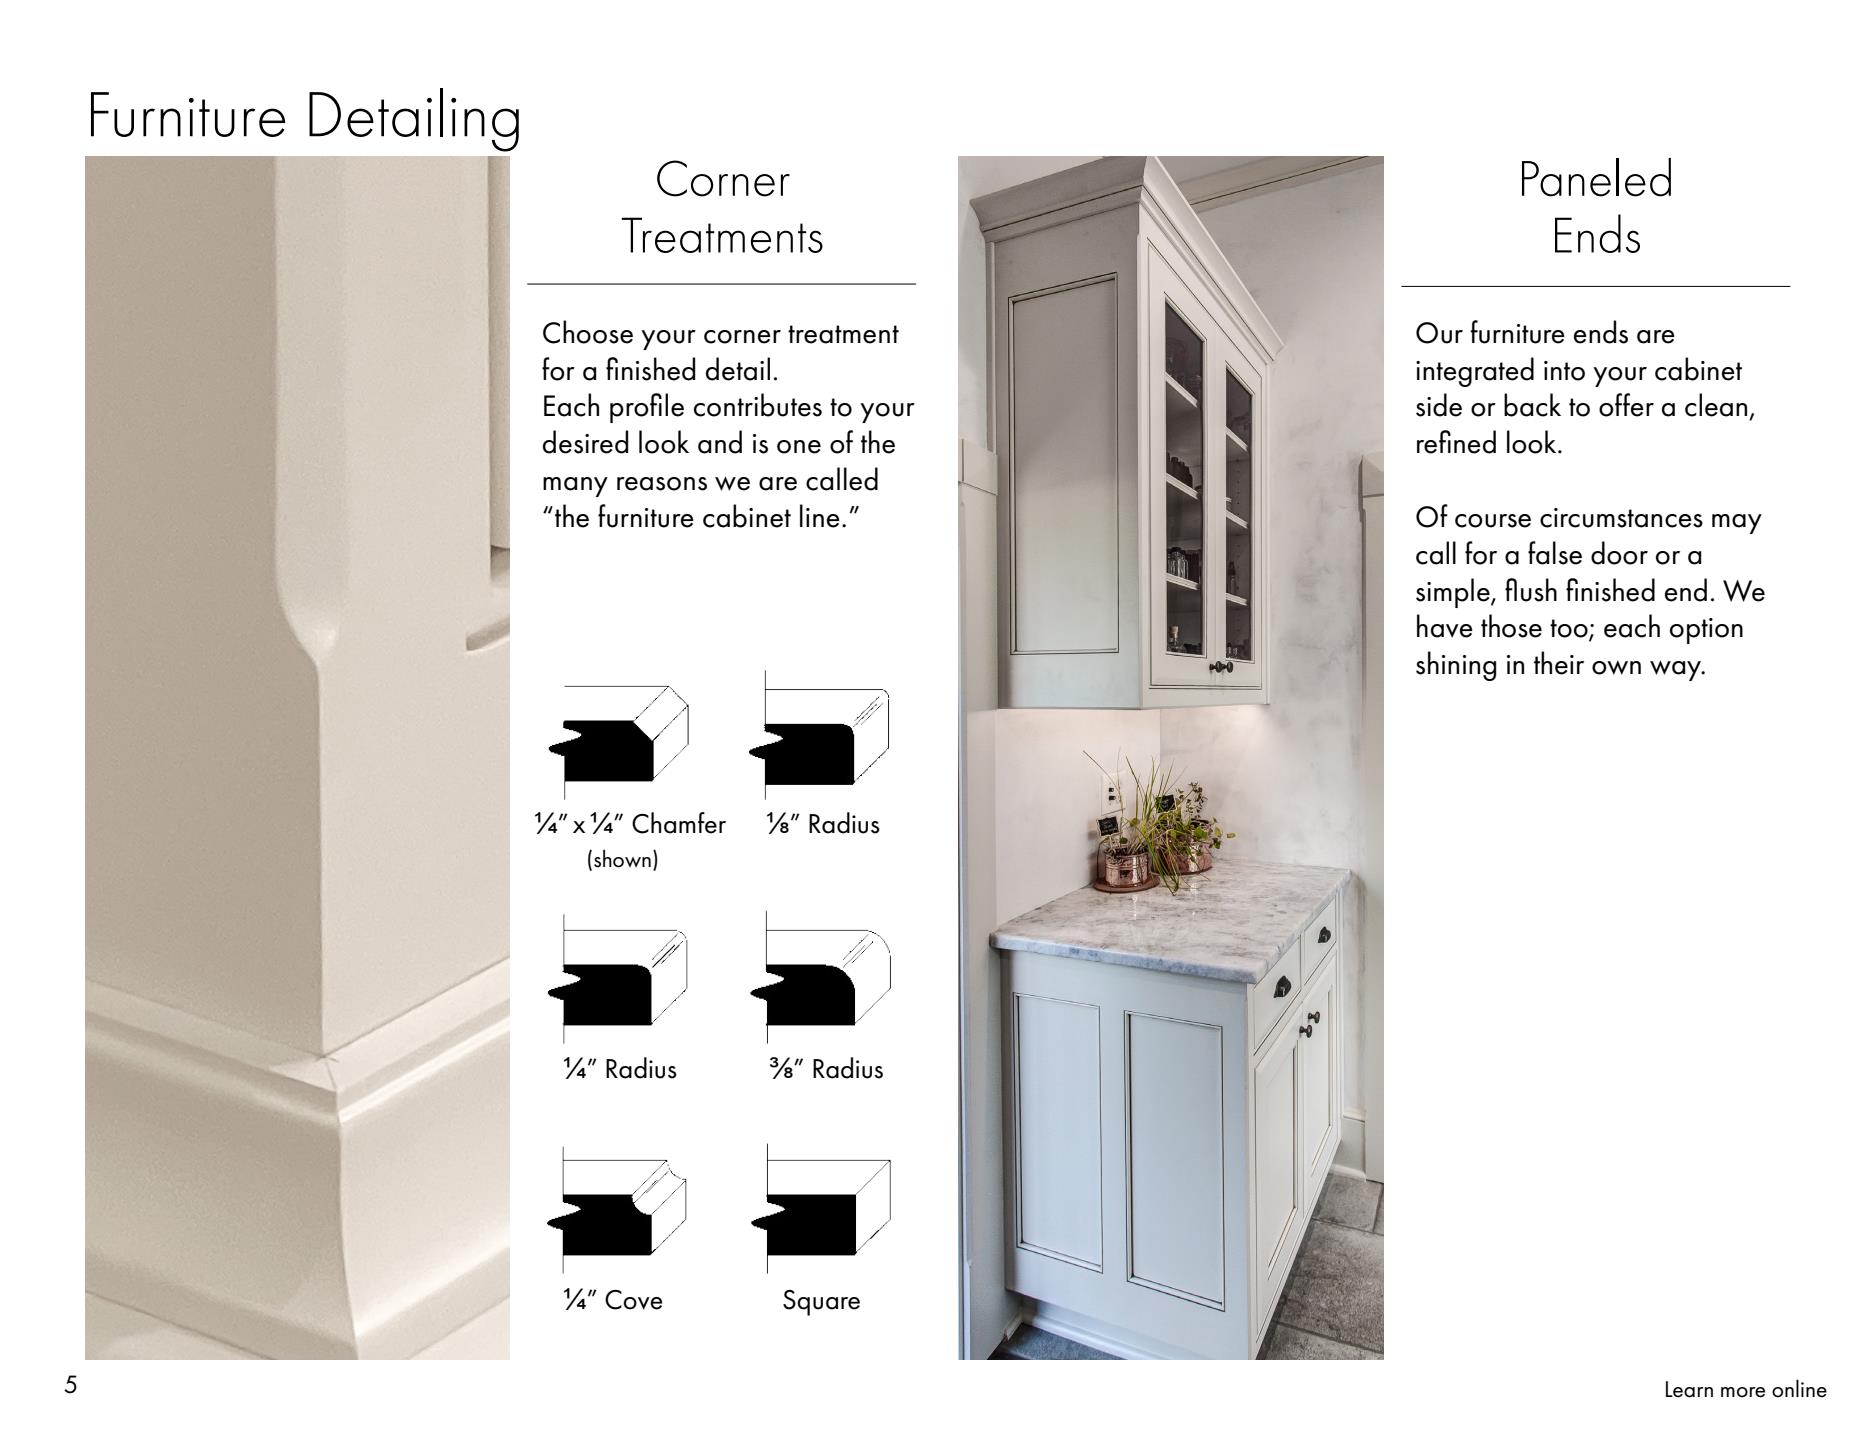 Furniture Detailing
Corner
Treatments
Choose your corner treatment
for a finished detail.
Each profile contributes to your
desired look and is one of the
many reasons we are called
“the furniture cabinet line.”
¼” x ¼” Chamfer
(shown)
⅛” Radius
¼” Radius
⅜” Radius
¼” Cove
Square
Paneled
Ends
Our furniture ends are
integrated into your cabinet
side or back to offer a clean,
refined look.
Of course circumstances may
call for a false door or a
simple, flush finished end. We
have those too; each option
shining in their own way.
5
Learn more online